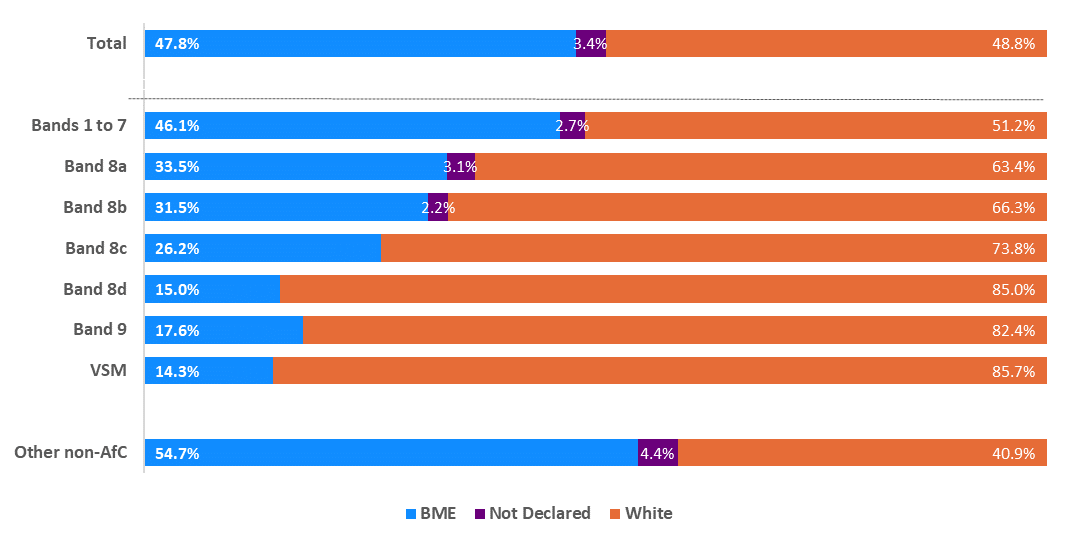 Total 47.8% 3.4% 48.8%
Bands 1 to 7 46.1% 2.7% 51.2%
Band 8a 33.5% 3.1% 63.4%
Band 8b 31.5% 2.2% 66.3%
Band 8c 26.2% 73.8%
Band 8d 15.0% 85.0%
Band 9 17.6% 82.4%
VSM 14.3% 85.7%
Other non-AfC 54.7% 4.4% 40.9%
BME Not Declared White